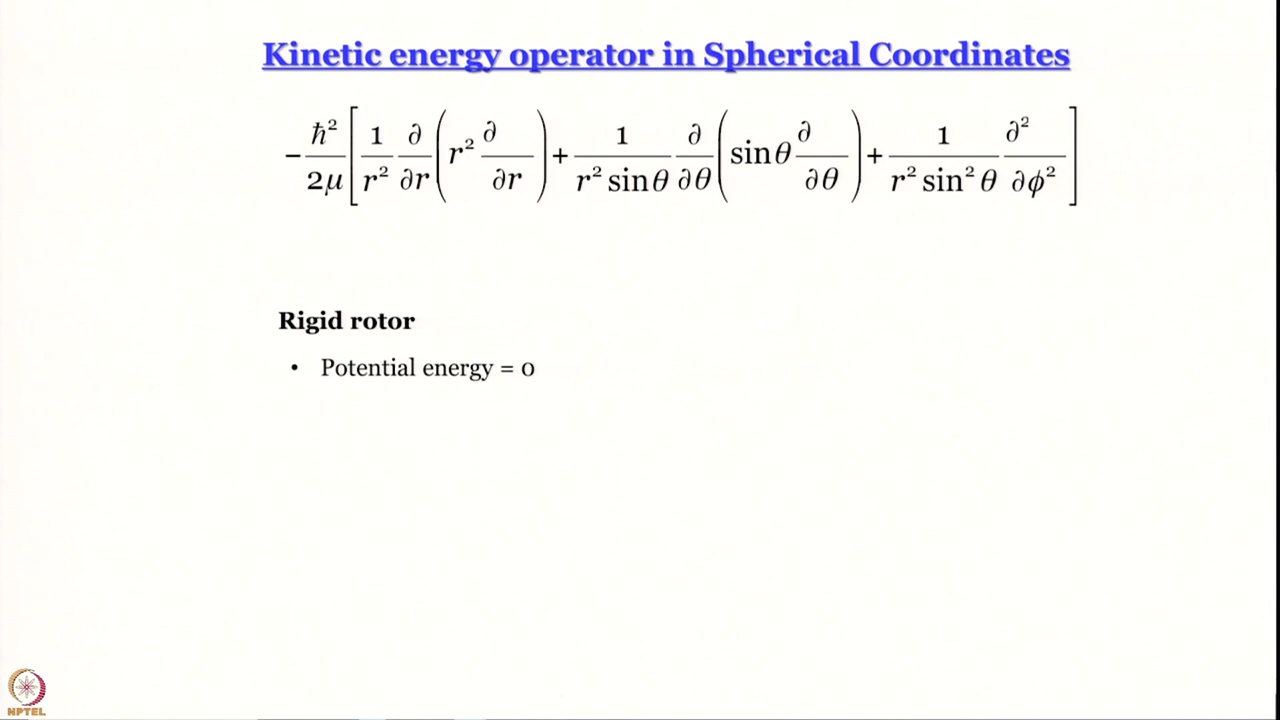 Kinetic energy operator in Spherical Coordinates
−ħ²/2μ [ 1/r² ∂/∂r ( r² ∂/∂r ) + 1/(r² sinθ) ∂/∂θ ( sinθ ∂/∂θ ) + 1/(r² sin² θ) ∂²/∂ϕ² ]
Rigid rotor
• Potential energy = 0
NPTEL